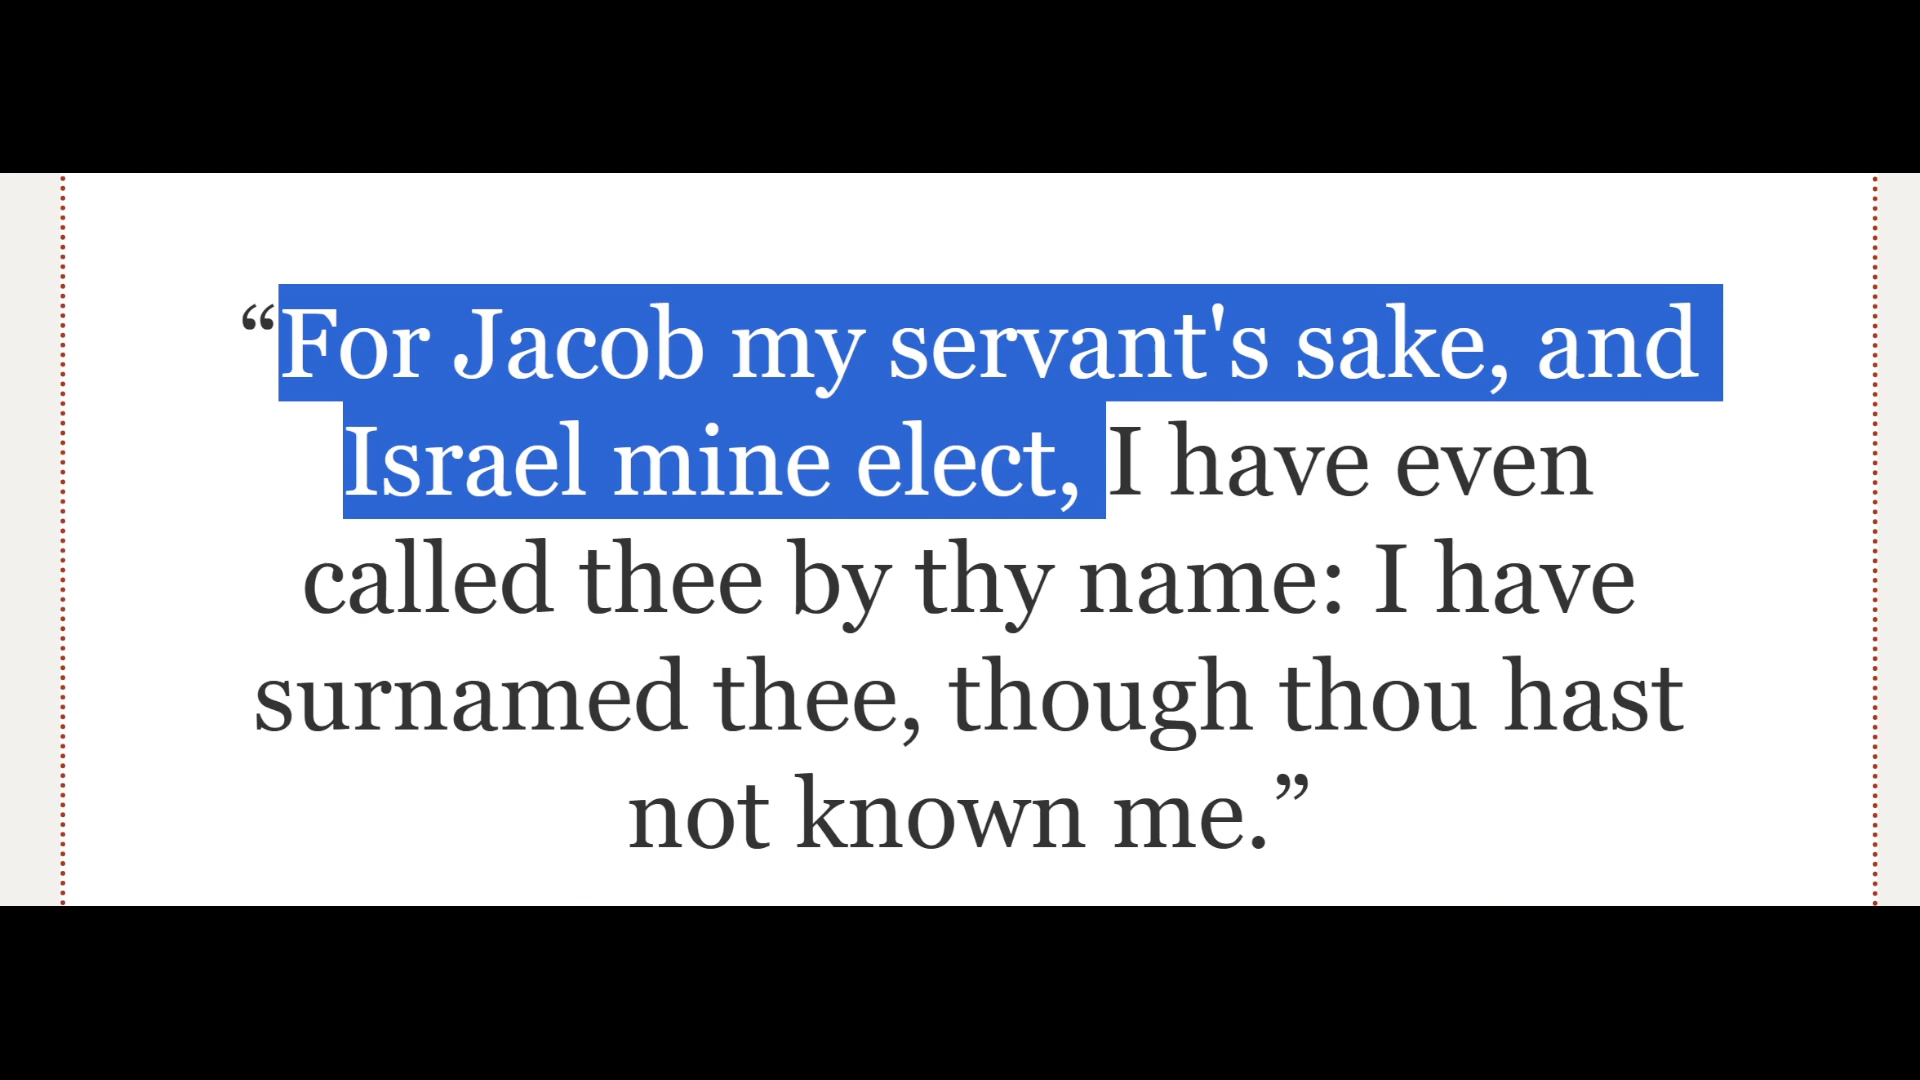 “For Jacob my servant's sake, and
Israel mine elect, I have even
called thee by thy name: I have
surnamed thee, though thou hast
not known me.”